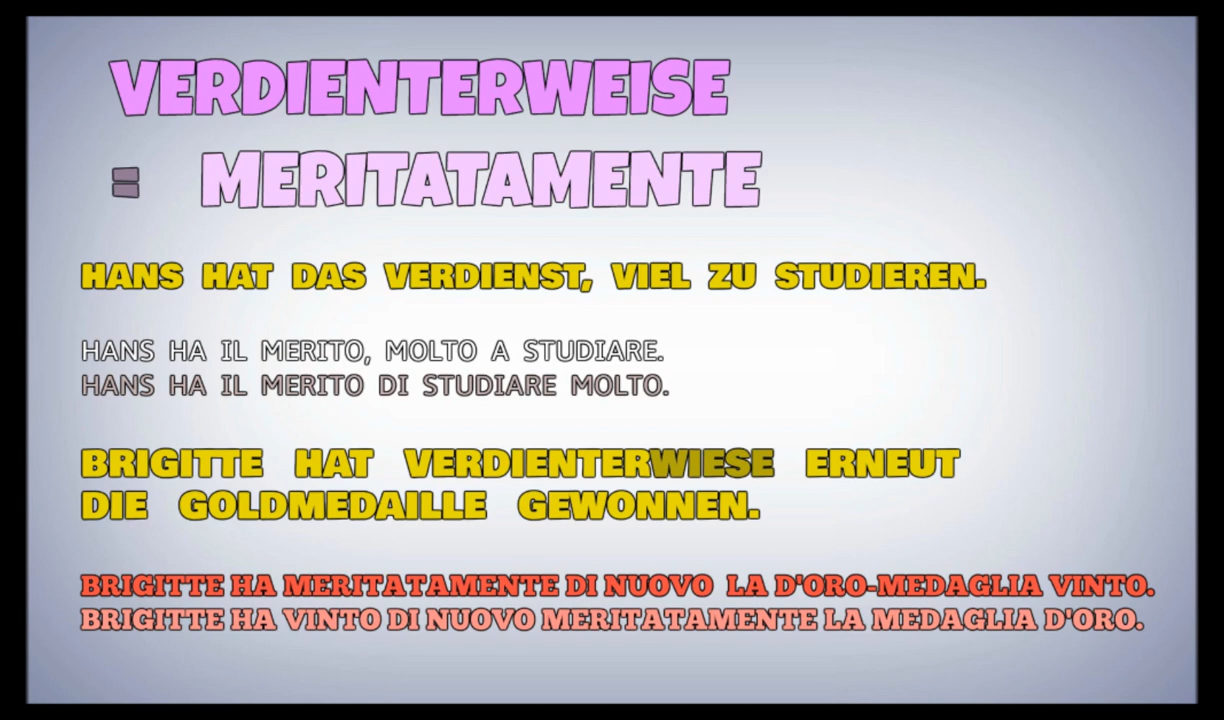 VERDIENTERWEISE
= MERITATAMENTE
HANS HAT DAS VERDIENST, VIEL ZU STUDIEREN.
HANS HA IL MERITO, MOLTO A STUDIARE.
HANS HA IL MERITO DI STUDIARE MOLTO.
BRIGITTE HAT VERDIENTERWIESE ERNEUT
DIE GOLDMEDAILLE GEWONNEN.
BRIGITTE HA MERITATAMENTE DI NUOVO LA D'ORO-MEDAGLIA VINTO.
BRIGITTE HA VINTO DI NUOVO MERITATAMENTE LA MEDAGLIA D'ORO.